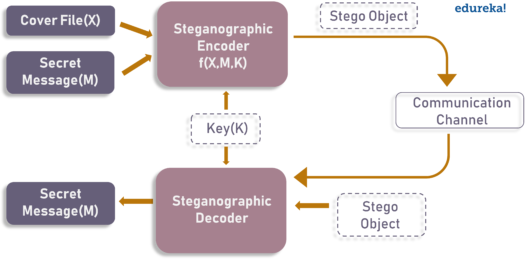 Cover File(X)
Secret
Message(M)
Steganographic
Encoder
f(X,M,K)
Stego Object
edureka!
Communication
Channel
Key(K)
Secret
Message(M)
Steganographic
Decoder
Stego
Object